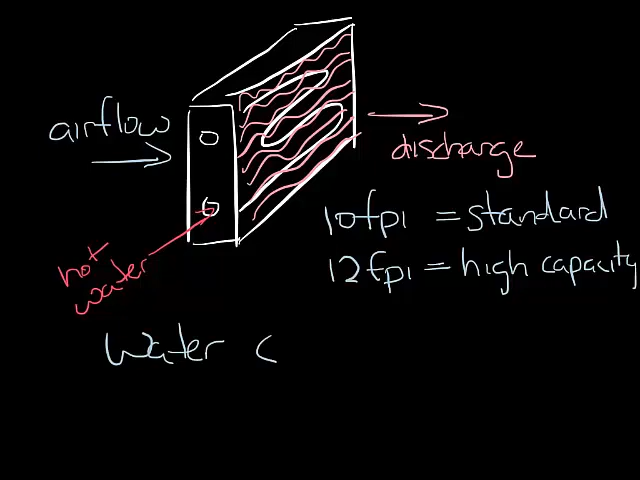 airflow
discharge
10fpi = standard
12fpi = high capacity
hot
water
water c